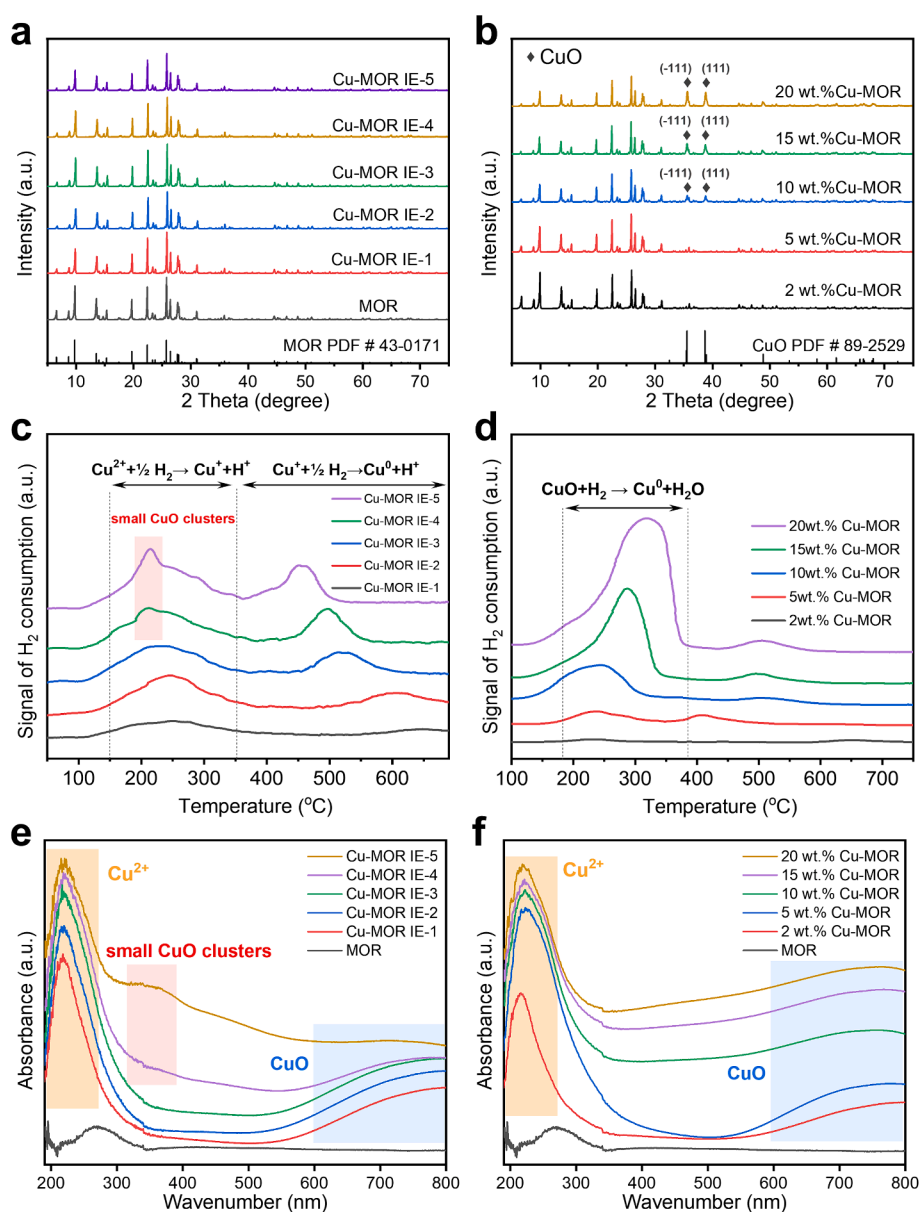 a
Cu-MOR IE-5
Cu-MOR IE-4
Cu-MOR IE-3
Cu-MOR IE-2
Cu-MOR IE-1
MOR
MOR PDF # 43-0171
Intensity (a.u.)
10 20 30 40 50 60 70
2 Theta (degree)
b
◆ CuO
(-111) (111)
20 wt.%Cu-MOR
(-111) (111)
15 wt.%Cu-MOR
(-111) (111)
10 wt.%Cu-MOR
5 wt.%Cu-MOR
2 wt.%Cu-MOR
CuO PDF # 89-2529
Intensity (a.u.)
10 20 30 40 50 60 70
2 Theta (degree)
c
Cu²⁺+½ H₂→ Cu⁺+H⁺
Cu⁺+½ H₂→Cu⁰+H⁺
small CuO clusters
Cu-MOR IE-5
Cu-MOR IE-4
Cu-MOR IE-3
Cu-MOR IE-2
Cu-MOR IE-1
Signal of H₂ consumption (a.u.)
100 200 300 400 500 600
Temperature (°C)
d
CuO+H₂ → Cu⁰+H₂O
20wt.% Cu-MOR
15wt.% Cu-MOR
10wt.% Cu-MOR
5wt.% Cu-MOR
2wt.% Cu-MOR
Signal of H₂ consumption (a.u.)
100 200 300 400 500 600 700
Temperature (°C)
e
Cu²⁺
small CuO clusters
CuO
Cu-MOR IE-5
Cu-MOR IE-4
Cu-MOR IE-3
Cu-MOR IE-2
Cu-MOR IE-1
MOR
Absorbance (a.u.)
200 300 400 500 600 700 800
Wavenumber (nm)
f
Cu²⁺
CuO
20 wt.% Cu-MOR
15 wt.% Cu-MOR
10 wt.% Cu-MOR
5 wt.% Cu-MOR
2 wt.% Cu-MOR
MOR
Absorbance (a.u.)
200 300 400 500 600 700 800
Wavenumber (nm)